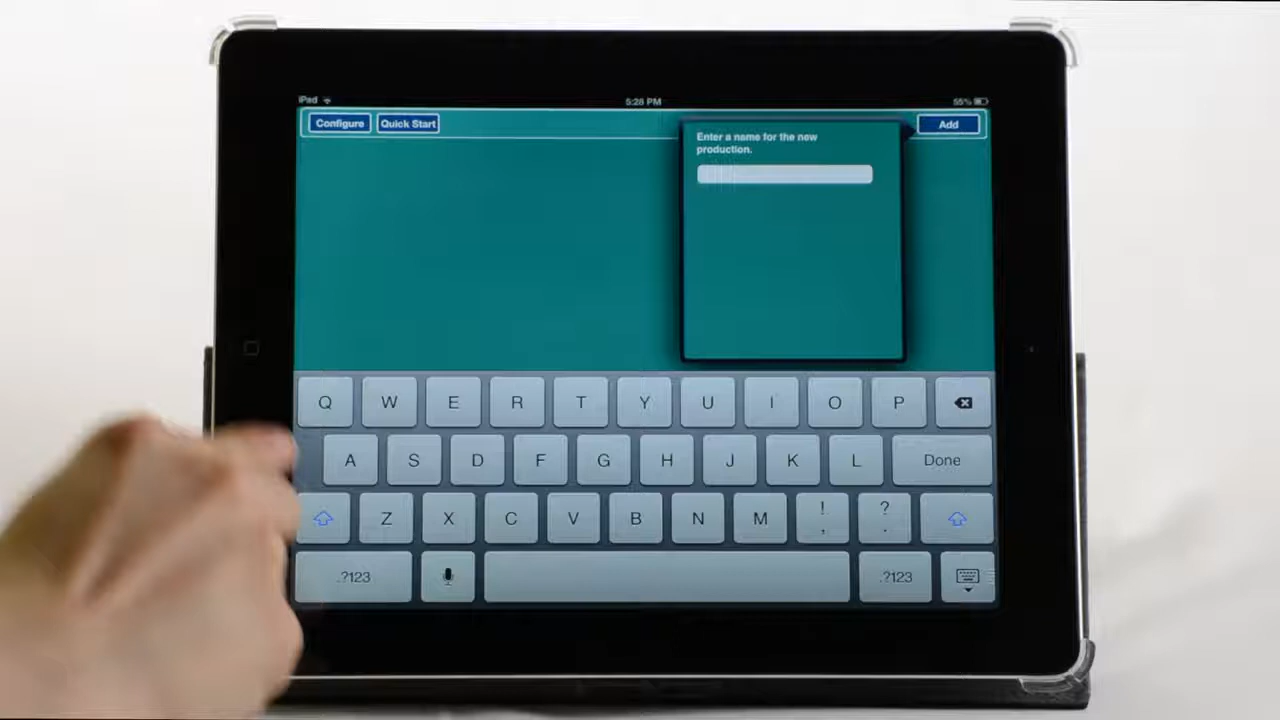 iPad 5:28 PM 55%
Configure Quick Start Add
Enter a name for the new
production.
Q W E R T Y U I O P
A S D F G H J K L Done
Z X C V B N M ! , ? .
.?123 .?123